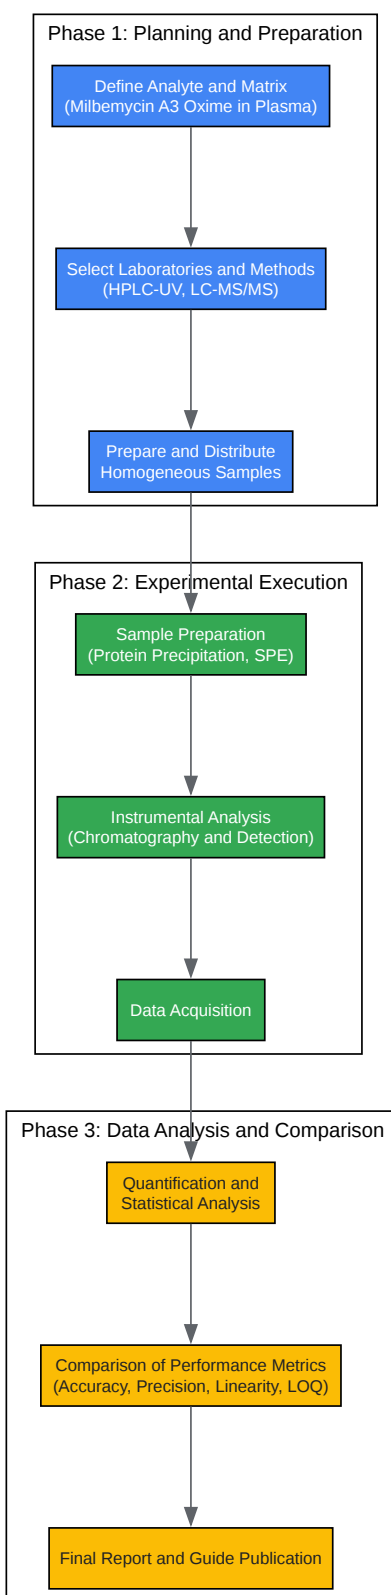 Phase 1: Planning and Preparation
Define Analyte and Matrix
(Milbemycin A3 Oxime in Plasma)
Select Laboratories and Methods
(HPLC-UV, LC-MS/MS)
Prepare and Distribute
Homogeneous Samples
Phase 2: Experimental Execution
Sample Preparation
(Protein Precipitation, SPE)
Instrumental Analysis
(Chromatography and Detection)
Data Acquisition
Phase 3: Data Analysis and Comparison
Quantification and
Statistical Analysis
Comparison of Performance Metrics
(Accuracy, Precision, Linearity, LOQ)
Final Report and Guide Publication